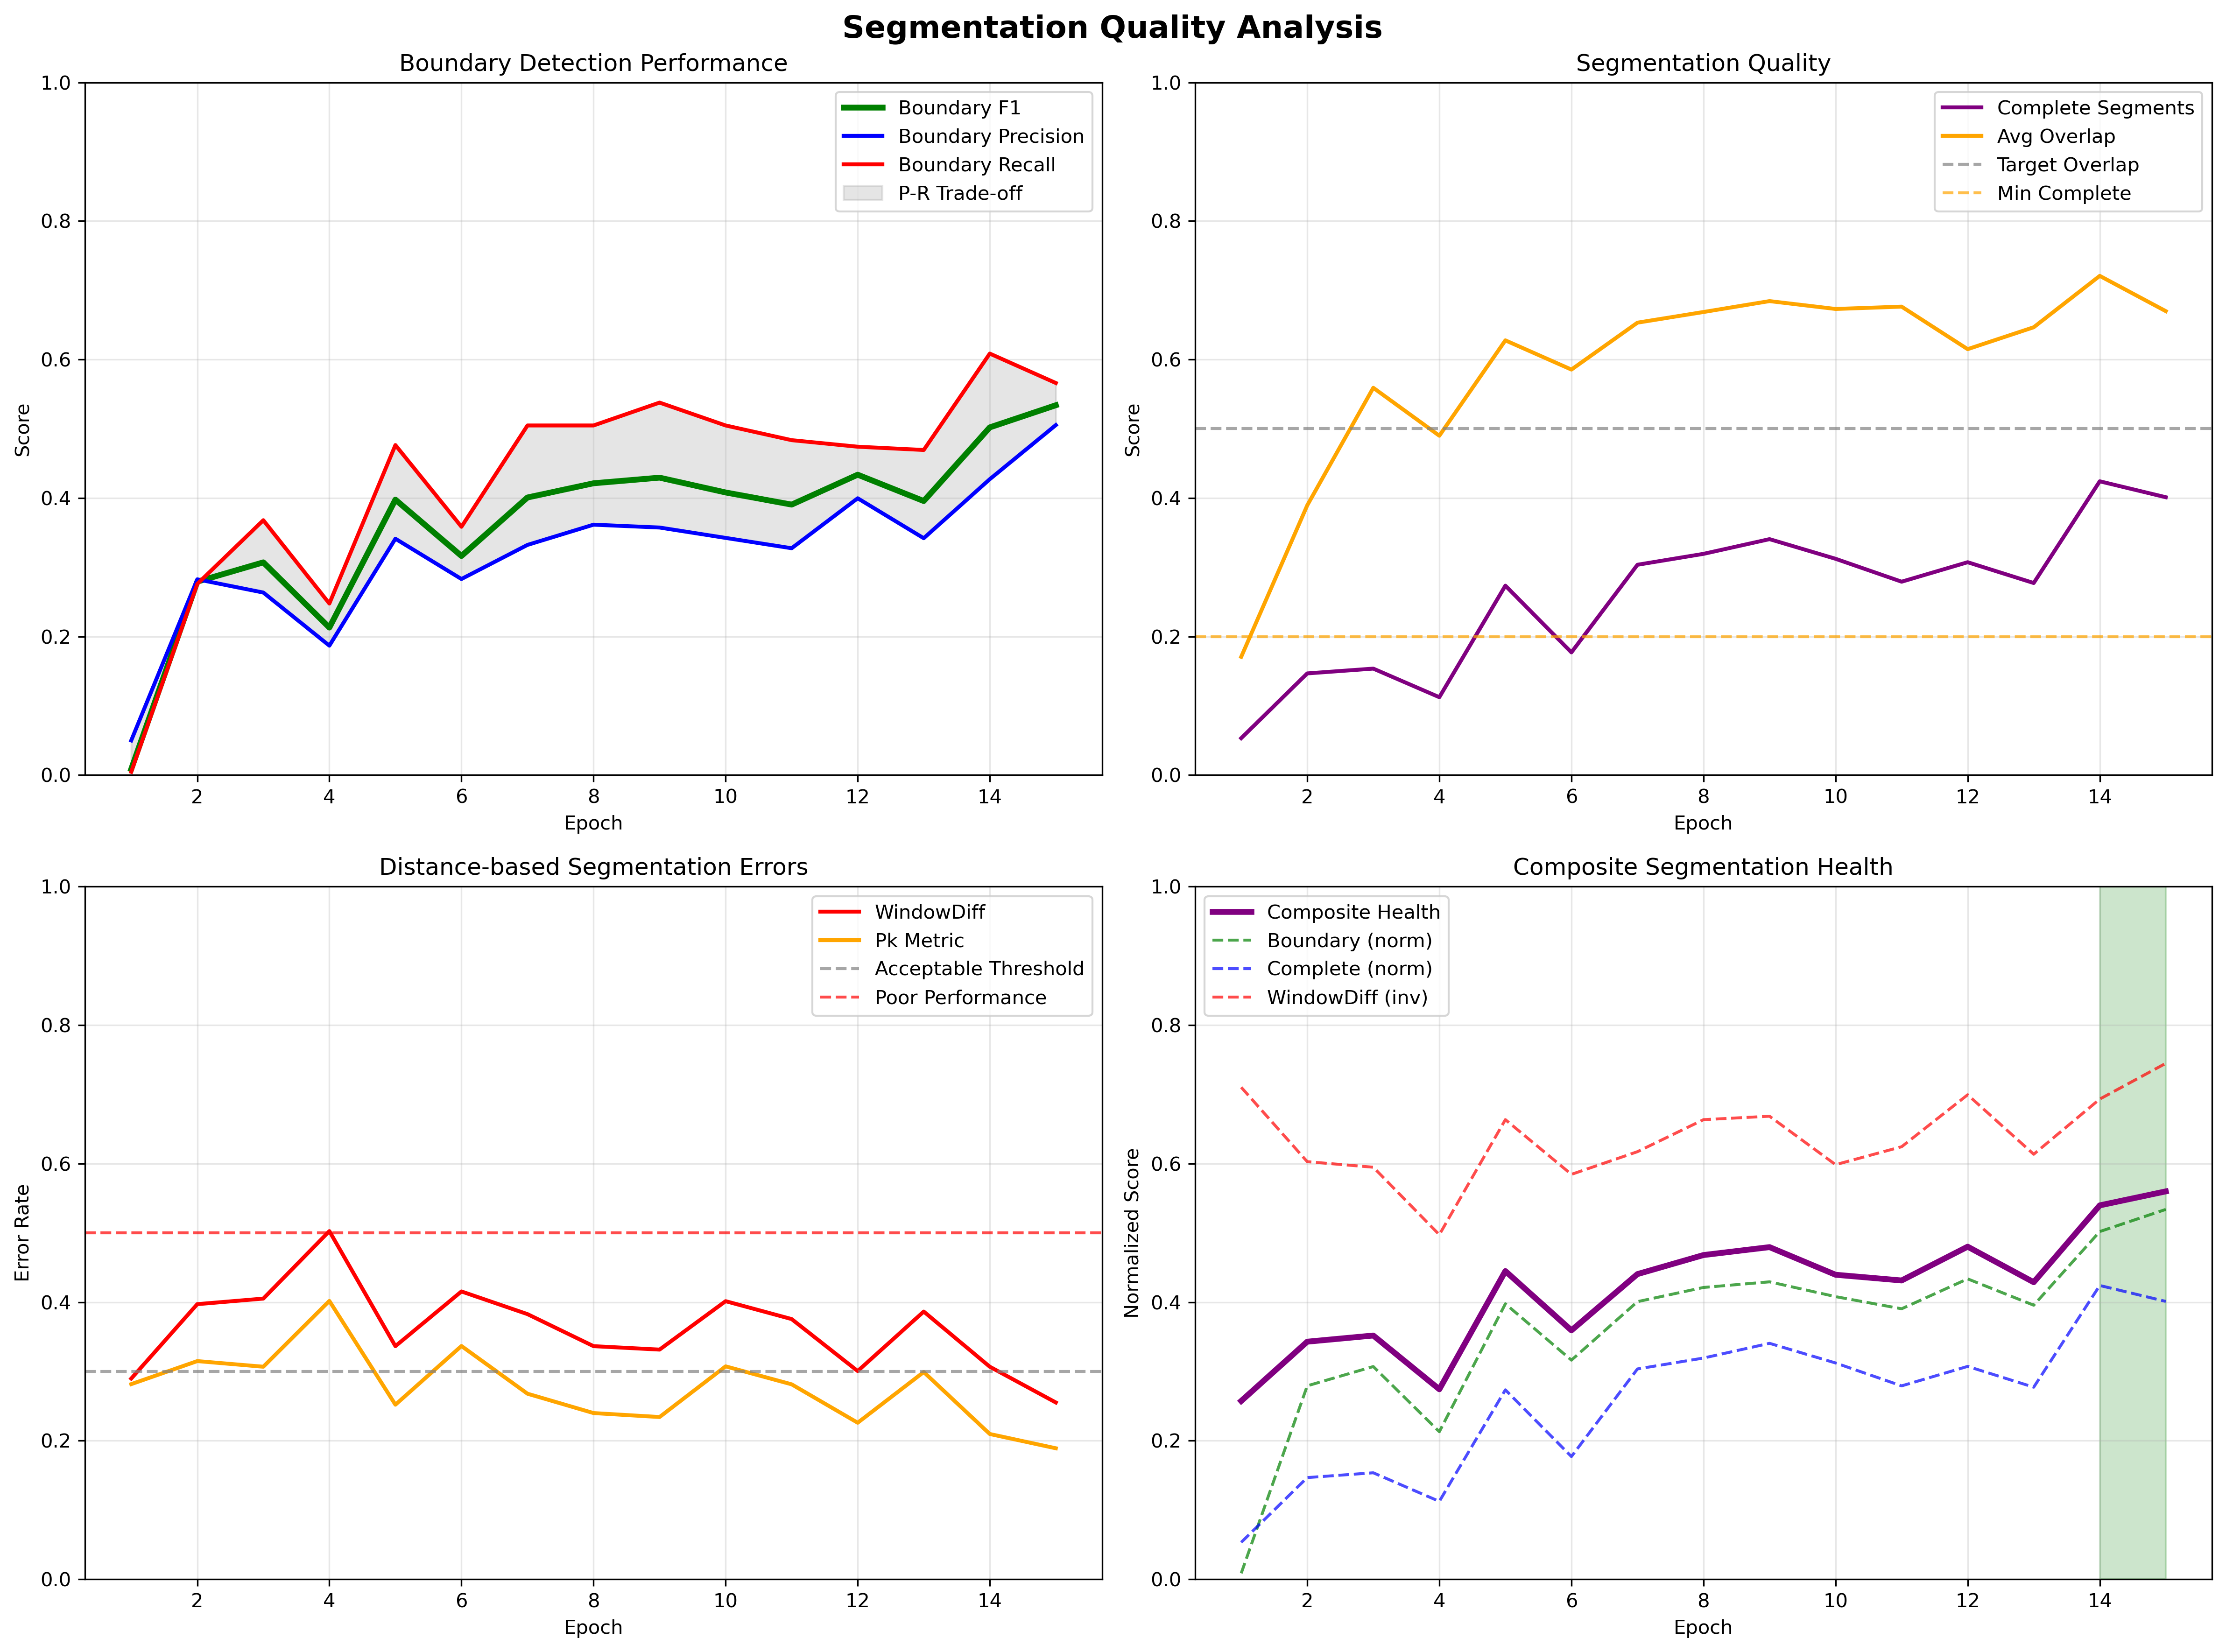 Segmentation Quality Analysis
Boundary Detection Performance
1.0
0.8
0.6
0.4
0.2
0.0
Score
2 4 6 8 10 12 14
Epoch
Boundary F1
Boundary Precision
Boundary Recall
P-R Trade-off
Segmentation Quality
1.0
0.8
0.6
0.4
0.2
0.0
Score
2 4 6 8 10 12 14
Epoch
Complete Segments
Avg Overlap
Target Overlap
Min Complete
Distance-based Segmentation Errors
1.0
0.8
0.6
0.4
0.2
0.0
Error Rate
2 4 6 8 10 12 14
Epoch
WindowDiff
Pk Metric
Acceptable Threshold
Poor Performance
Composite Segmentation Health
1.0
0.8
0.6
0.4
0.2
0.0
Normalized Score
2 4 6 8 10 12 14
Epoch
Composite Health
Boundary (norm)
Complete (norm)
WindowDiff (inv)